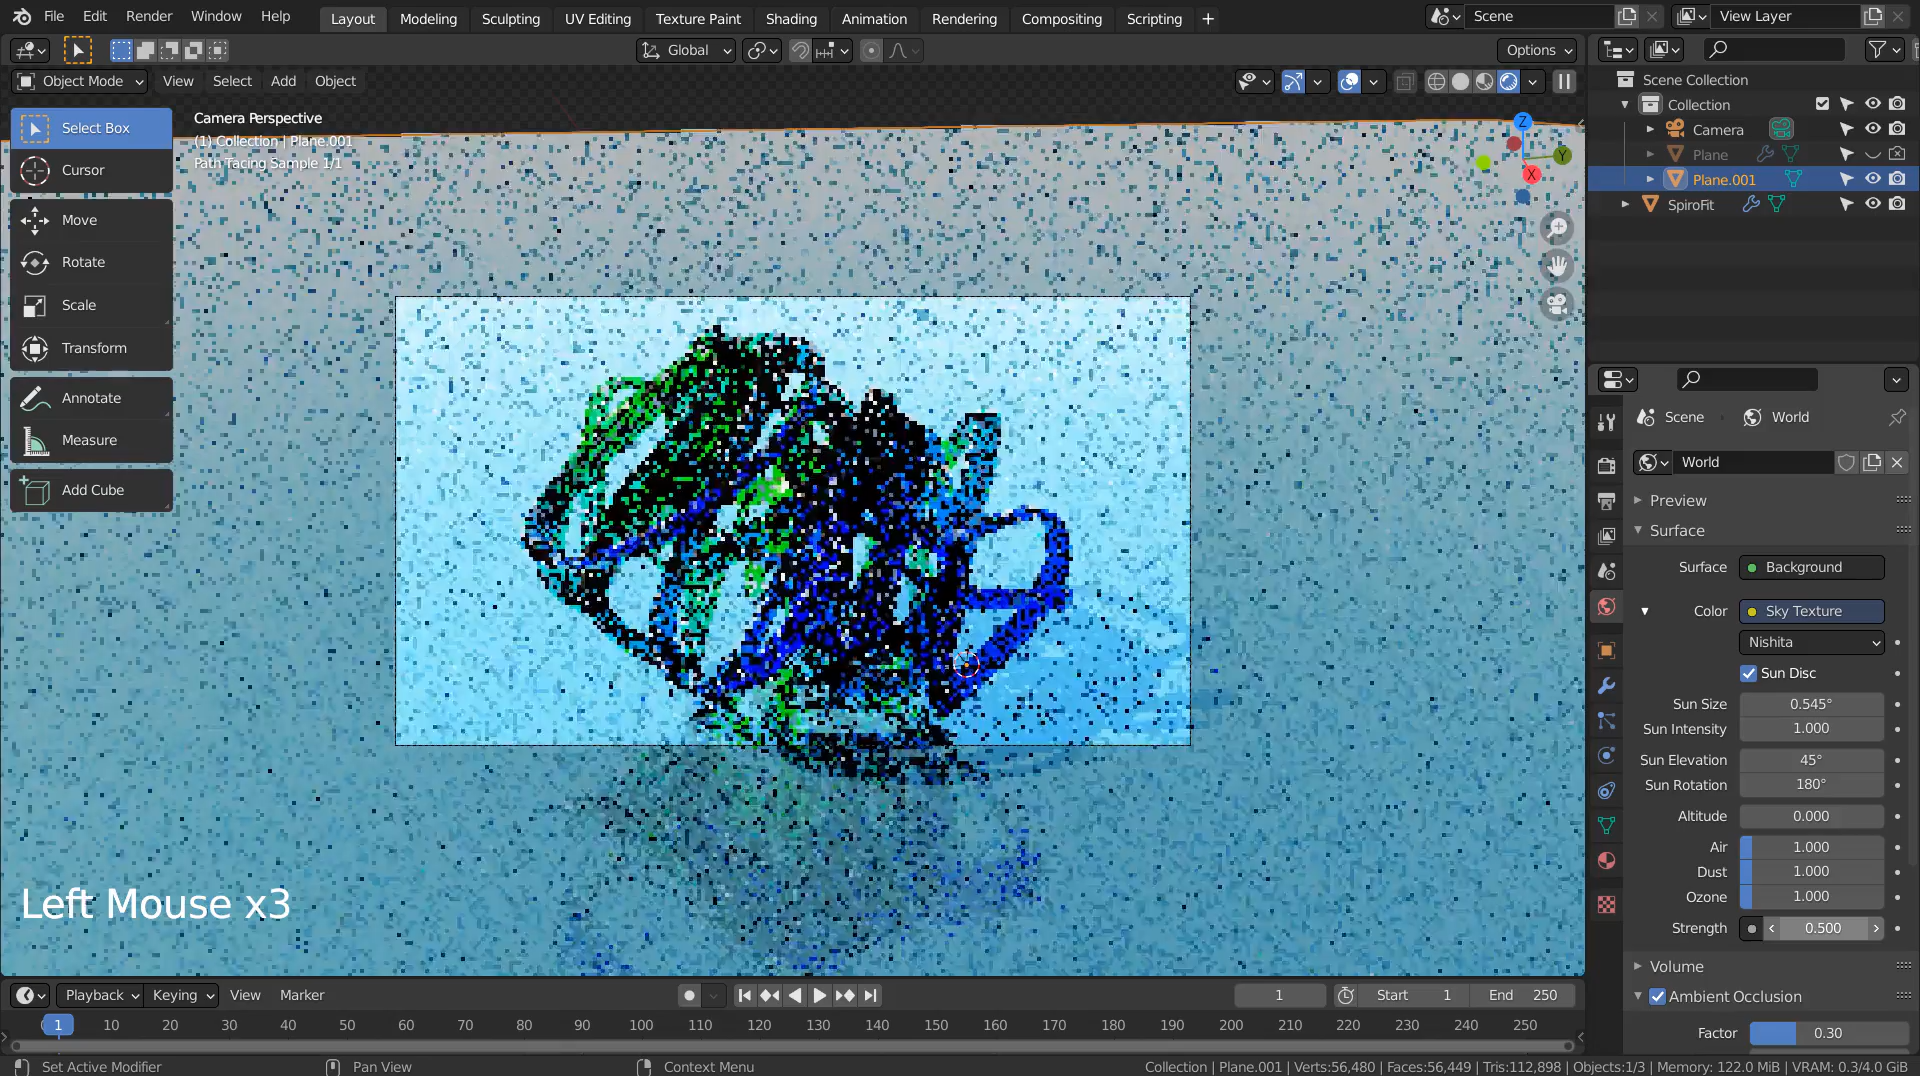 File Edit Render Window Help Layout Modeling Sculpting UV Editing Texture Paint Shading Animation Rendering Compositing Scripting + Scene View Layer
Global Options
Object Mode View Select Add Object
Scene Collection
Collection
Camera
Plane
Plane.001
SpiroFit
Select Box
Cursor
Move
Rotate
Scale
Transform
Annotate
Measure
Add Cube
Camera Perspective
(1) Collection | Plane.001
Path Tracing Sample 1/1
Z
Y
X
Scene World
World
Preview
Surface
Surface Background
Color Sky Texture
Nishita
Sun Disc
Sun Size 0.545°
Sun Intensity 1.000
Sun Elevation 45°
Sun Rotation 180°
Altitude 0.000
Air 1.000
Dust 1.000
Ozone 1.000
Strength 0.500
Volume
Ambient Occlusion
Factor 0.30
Left Mouse x3
Playback Keying View Marker 1 Start 1 End 250
1 10 20 30 40 50 60 70 80 90 100 110 120 130 140 150 160 170 180 190 200 210 220 230 240 250
Set Active Modifier Pan View Context Menu Collection | Plane.001 | Verts:56,480 | Faces:56,449 | Tris:112,898 | Objects:1/3 | Memory: 122.0 MiB | VRAM: 0.3/4.0 GiB